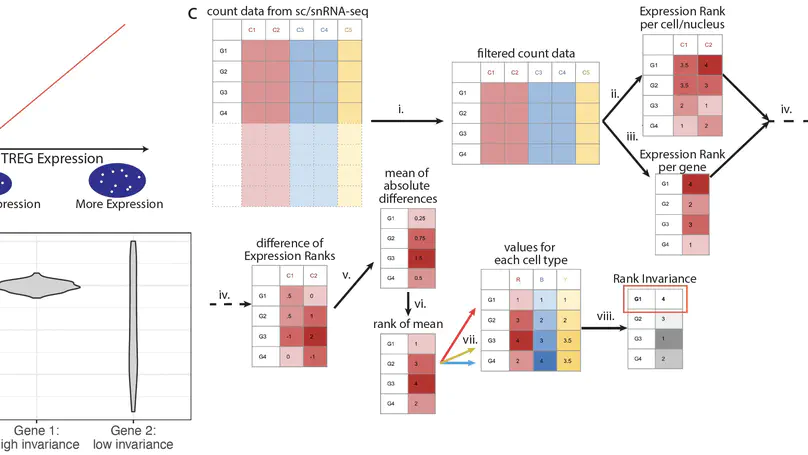 TREG Expression
pression
More Expression
Gene 1:
igh invariance
Gene 2:
low invariance
C
count data from sc/snRNA-seq
C1 C2 C3 C4 C5
G1
G2
G3
G4
i.
filtered count data
C1 C2 C3 C4 C5
G1
G2
G3
G4
ii.
iii.
Expression Rank
per cell/nucleus
C1 C2
G1 3.5 4
G2 3.5 3
G3 2 1
G4 1 2
Expression Rank
per gene
G1 4
G2 2
G3 3
G4 1
iv.
iv.
difference of
Expression Ranks
C1 C2
G1 .5 0
G2 .5 1
G3 -1 2
G4 0 -1
v.
mean of
absolute
differences
G1 0.25
G2 0.75
G3 1.5
G4 0.5
vi.
rank of mean
G1 1
G2 3
G3 4
G4 2
vii.
values for
each cell type
R B Y
G1 1 1 1
G2 3 2 2
G3 4 3 3.5
G4 2 4 3.5
viii.
Rank Invariance
G1 4
G2 3
G3 1
G4 2